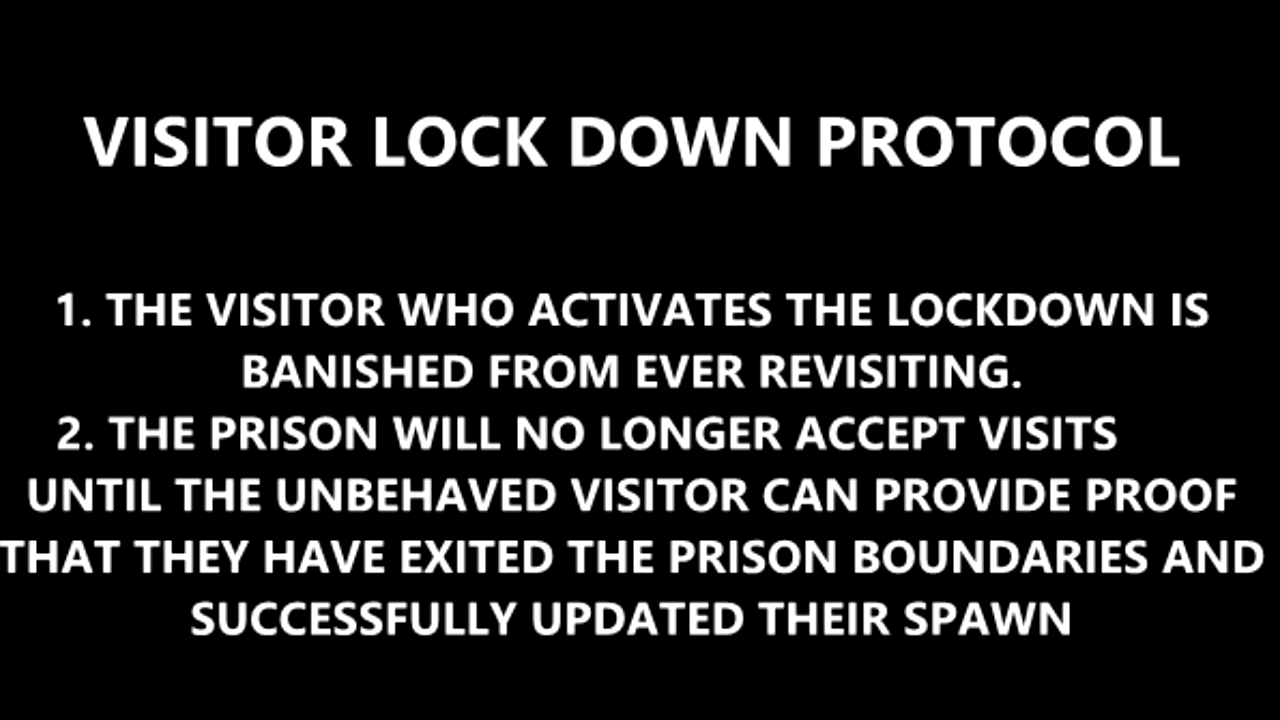 VISITOR LOCK DOWN PROTOCOL
1. THE VISITOR WHO ACTIVATES THE LOCKDOWN IS
BANISHED FROM EVER REVISITING.
2. THE PRISON WILL NO LONGER ACCEPT VISITS
UNTIL THE UNBEHAVED VISITOR CAN PROVIDE PROOF
THAT THEY HAVE EXITED THE PRISON BOUNDARIES AND
SUCCESSFULLY UPDATED THEIR SPAWN